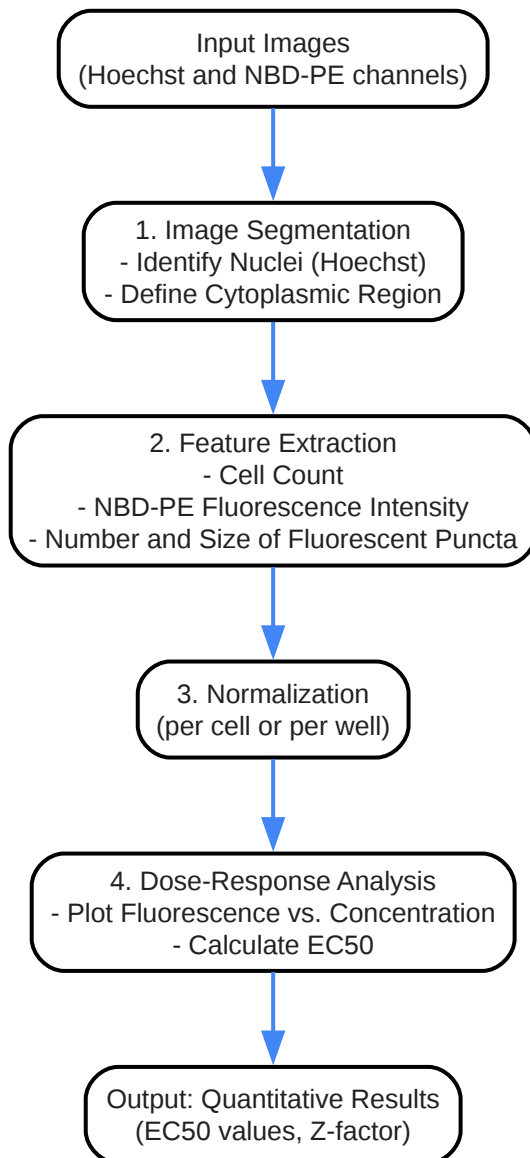 Input Images
(Hoechst and NBD-PE channels)
1. Image Segmentation
- Identify Nuclei (Hoechst)
- Define Cytoplasmic Region
2. Feature Extraction
- Cell Count
- NBD-PE Fluorescence Intensity
- Number and Size of Fluorescent Puncta
3. Normalization
(per cell or per well)
4. Dose-Response Analysis
- Plot Fluorescence vs. Concentration
- Calculate EC50
Output: Quantitative Results
(EC50 values, Z-factor)